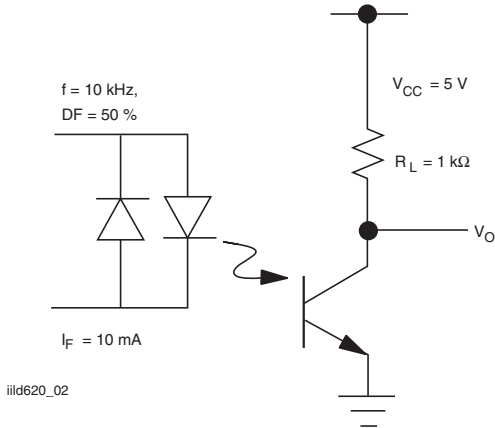 f = 10 kHz,
DF = 50 %
V_CC = 5 V
R_L = 1 kΩ
V_O
I_F = 10 mA
iild620_02